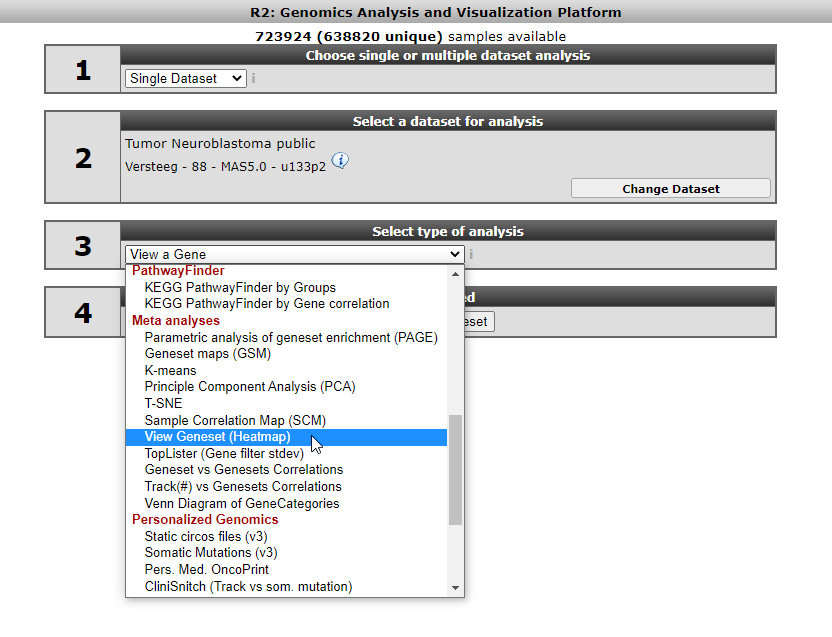 R2: Genomics Analysis and Visualization Platform
723924 (638820 unique) samples available
1
Choose single or multiple dataset analysis
Single Dataset
i
2
Select a dataset for analysis
Tumor Neuroblastoma public
Versteeg - 88 - MAS5.0 - u133p2
i
Change Dataset
3
Select type of analysis
View a Gene
i
4
PathwayFinder
KEGG PathwayFinder by Groups
KEGG PathwayFinder by Gene correlation
Meta analyses
Parametric analysis of geneset enrichment (PAGE)
Geneset maps (GSM)
K-means
Principle Component Analysis (PCA)
T-SNE
Sample Correlation Map (SCM)
View Geneset (Heatmap)
TopLister (Gene filter stdev)
Geneset vs Genesets Correlations
Track(#) vs Genesets Correlations
Venn Diagram of GeneCategories
Personalized Genomics
Static circos files (v3)
Somatic Mutations (v3)
Pers. Med. OncoPrint
CliniSnitch (Track vs som. mutation)